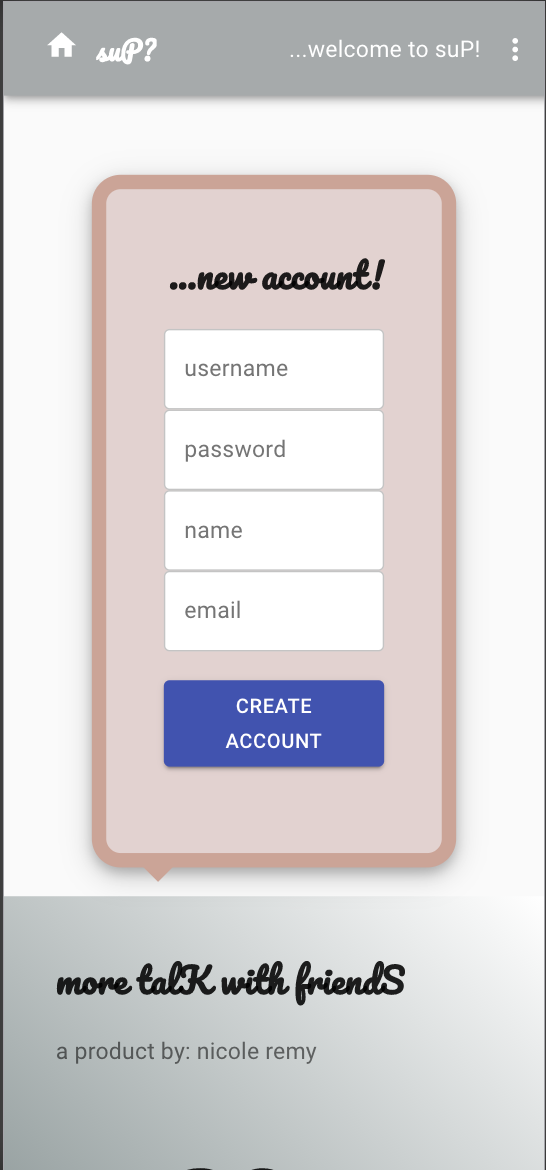 suP?
...welcome to suP!
...new account!
username
password
name
email
CREATE
ACCOUNT
more talK with friendS
a product by: nicole remy